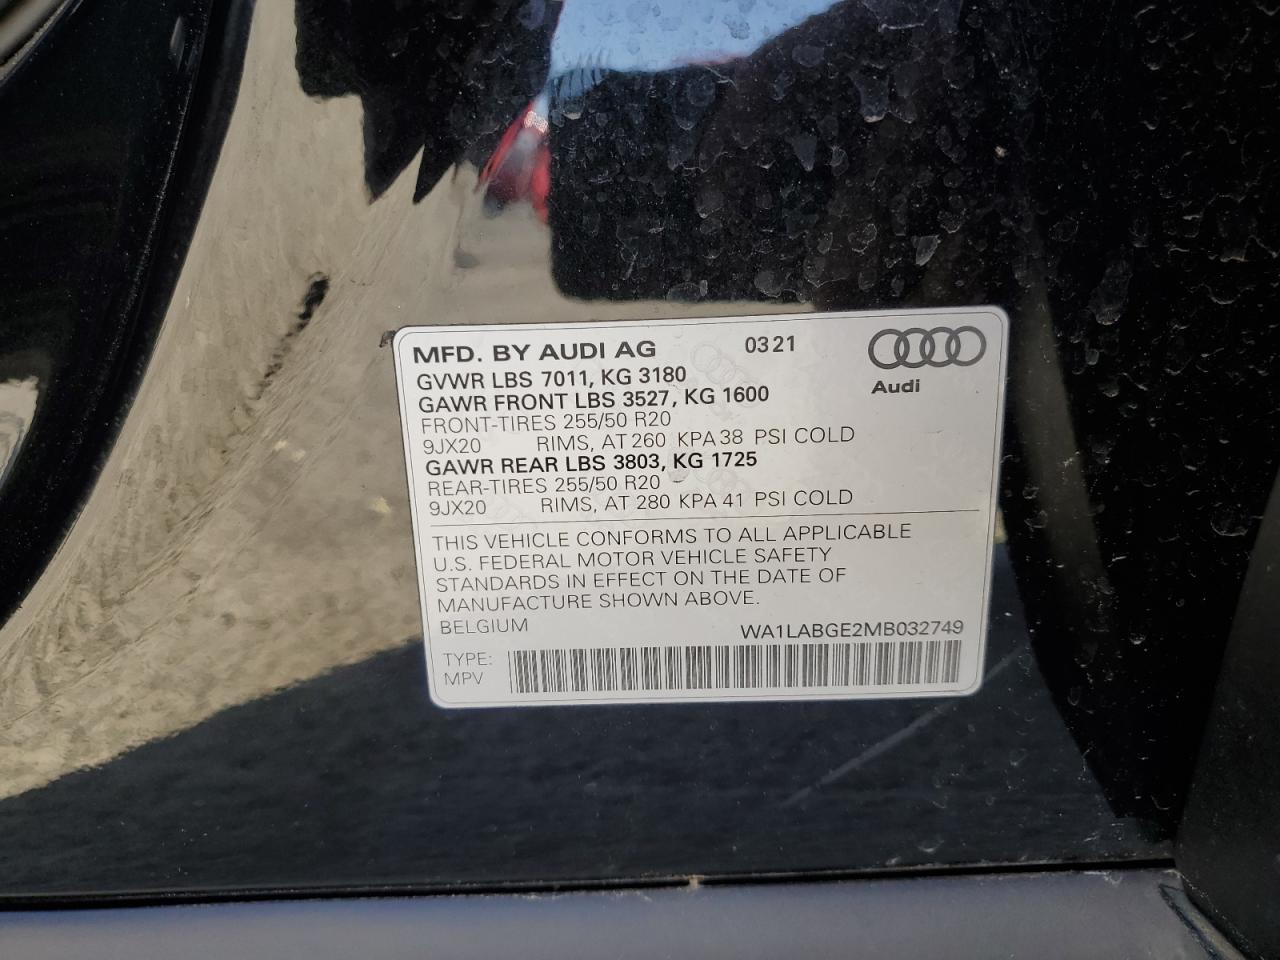 MFD. BY AUDI AG 0321
GVWR LBS 7011, KG 3180
GAWR FRONT LBS 3527, KG 1600
Audi
FRONT-TIRES 255/50 R20
9JX20 RIMS, AT 260 KPA 38 PSI COLD
GAWR REAR LBS 3803, KG 1725
REAR-TIRES 255/50 R20
9JX20 RIMS, AT 280 KPA 41 PSI COLD
THIS VEHICLE CONFORMS TO ALL APPLICABLE
U.S. FEDERAL MOTOR VEHICLE SAFETY
STANDARDS IN EFFECT ON THE DATE OF
MANUFACTURE SHOWN ABOVE.
BELGIUM WA1LABGE2MB032749
TYPE:
MPV